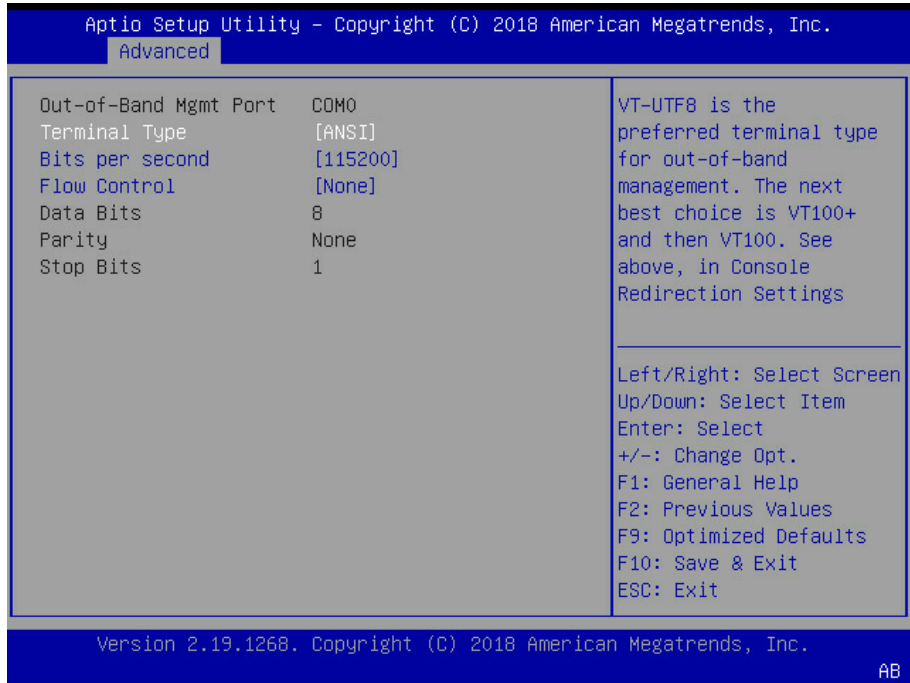 Aptio Setup Utility – Copyright (C) 2018 American Megatrends, Inc.
Advanced
Out-of-Band Mgmt Port COM0
Terminal Type [ANSI]
Bits per second [115200]
Flow Control [None]
Data Bits 8
Parity None
Stop Bits 1
VT-UTF8 is the
preferred terminal type
for out-of-band
management. The next
best choice is VT100+
and then VT100. See
above, in Console
Redirection Settings
Left/Right: Select Screen
Up/Down: Select Item
Enter: Select
+/-: Change Opt.
F1: General Help
F2: Previous Values
F9: Optimized Defaults
F10: Save & Exit
ESC: Exit
Version 2.19.1268. Copyright (C) 2018 American Megatrends, Inc.
AB